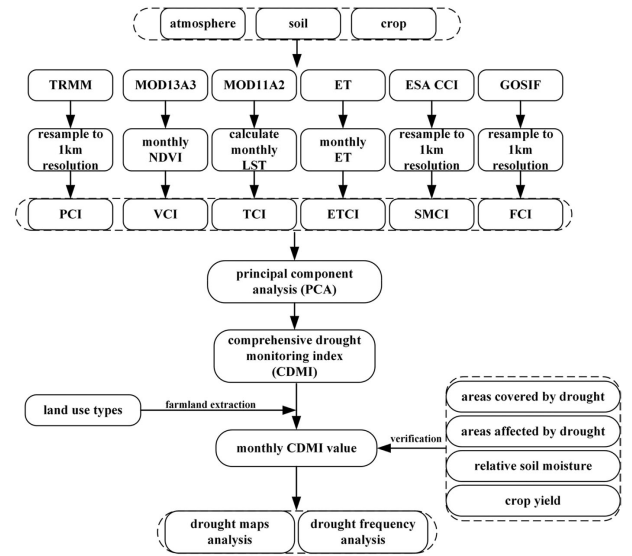 atmosphere
soil
crop
TRMM
MOD13A3
MOD11A2
ET
ESA CCI
GOSIF
resample to
1km
resolution
monthly
NDVI
calculate
monthly
LST
monthly
ET
resample to
1km
resolution
resample to
1km
resolution
PCI
VCI
TCI
ETCI
SMCI
FCI
principal component
analysis (PCA)
comprehensive drought
monitoring index
(CDMI)
land use types
farmland extraction
monthly CDMI value
verification
areas covered by drought
areas affected by drought
relative soil moisture
crop yield
drought maps
analysis
drought frequency
analysis